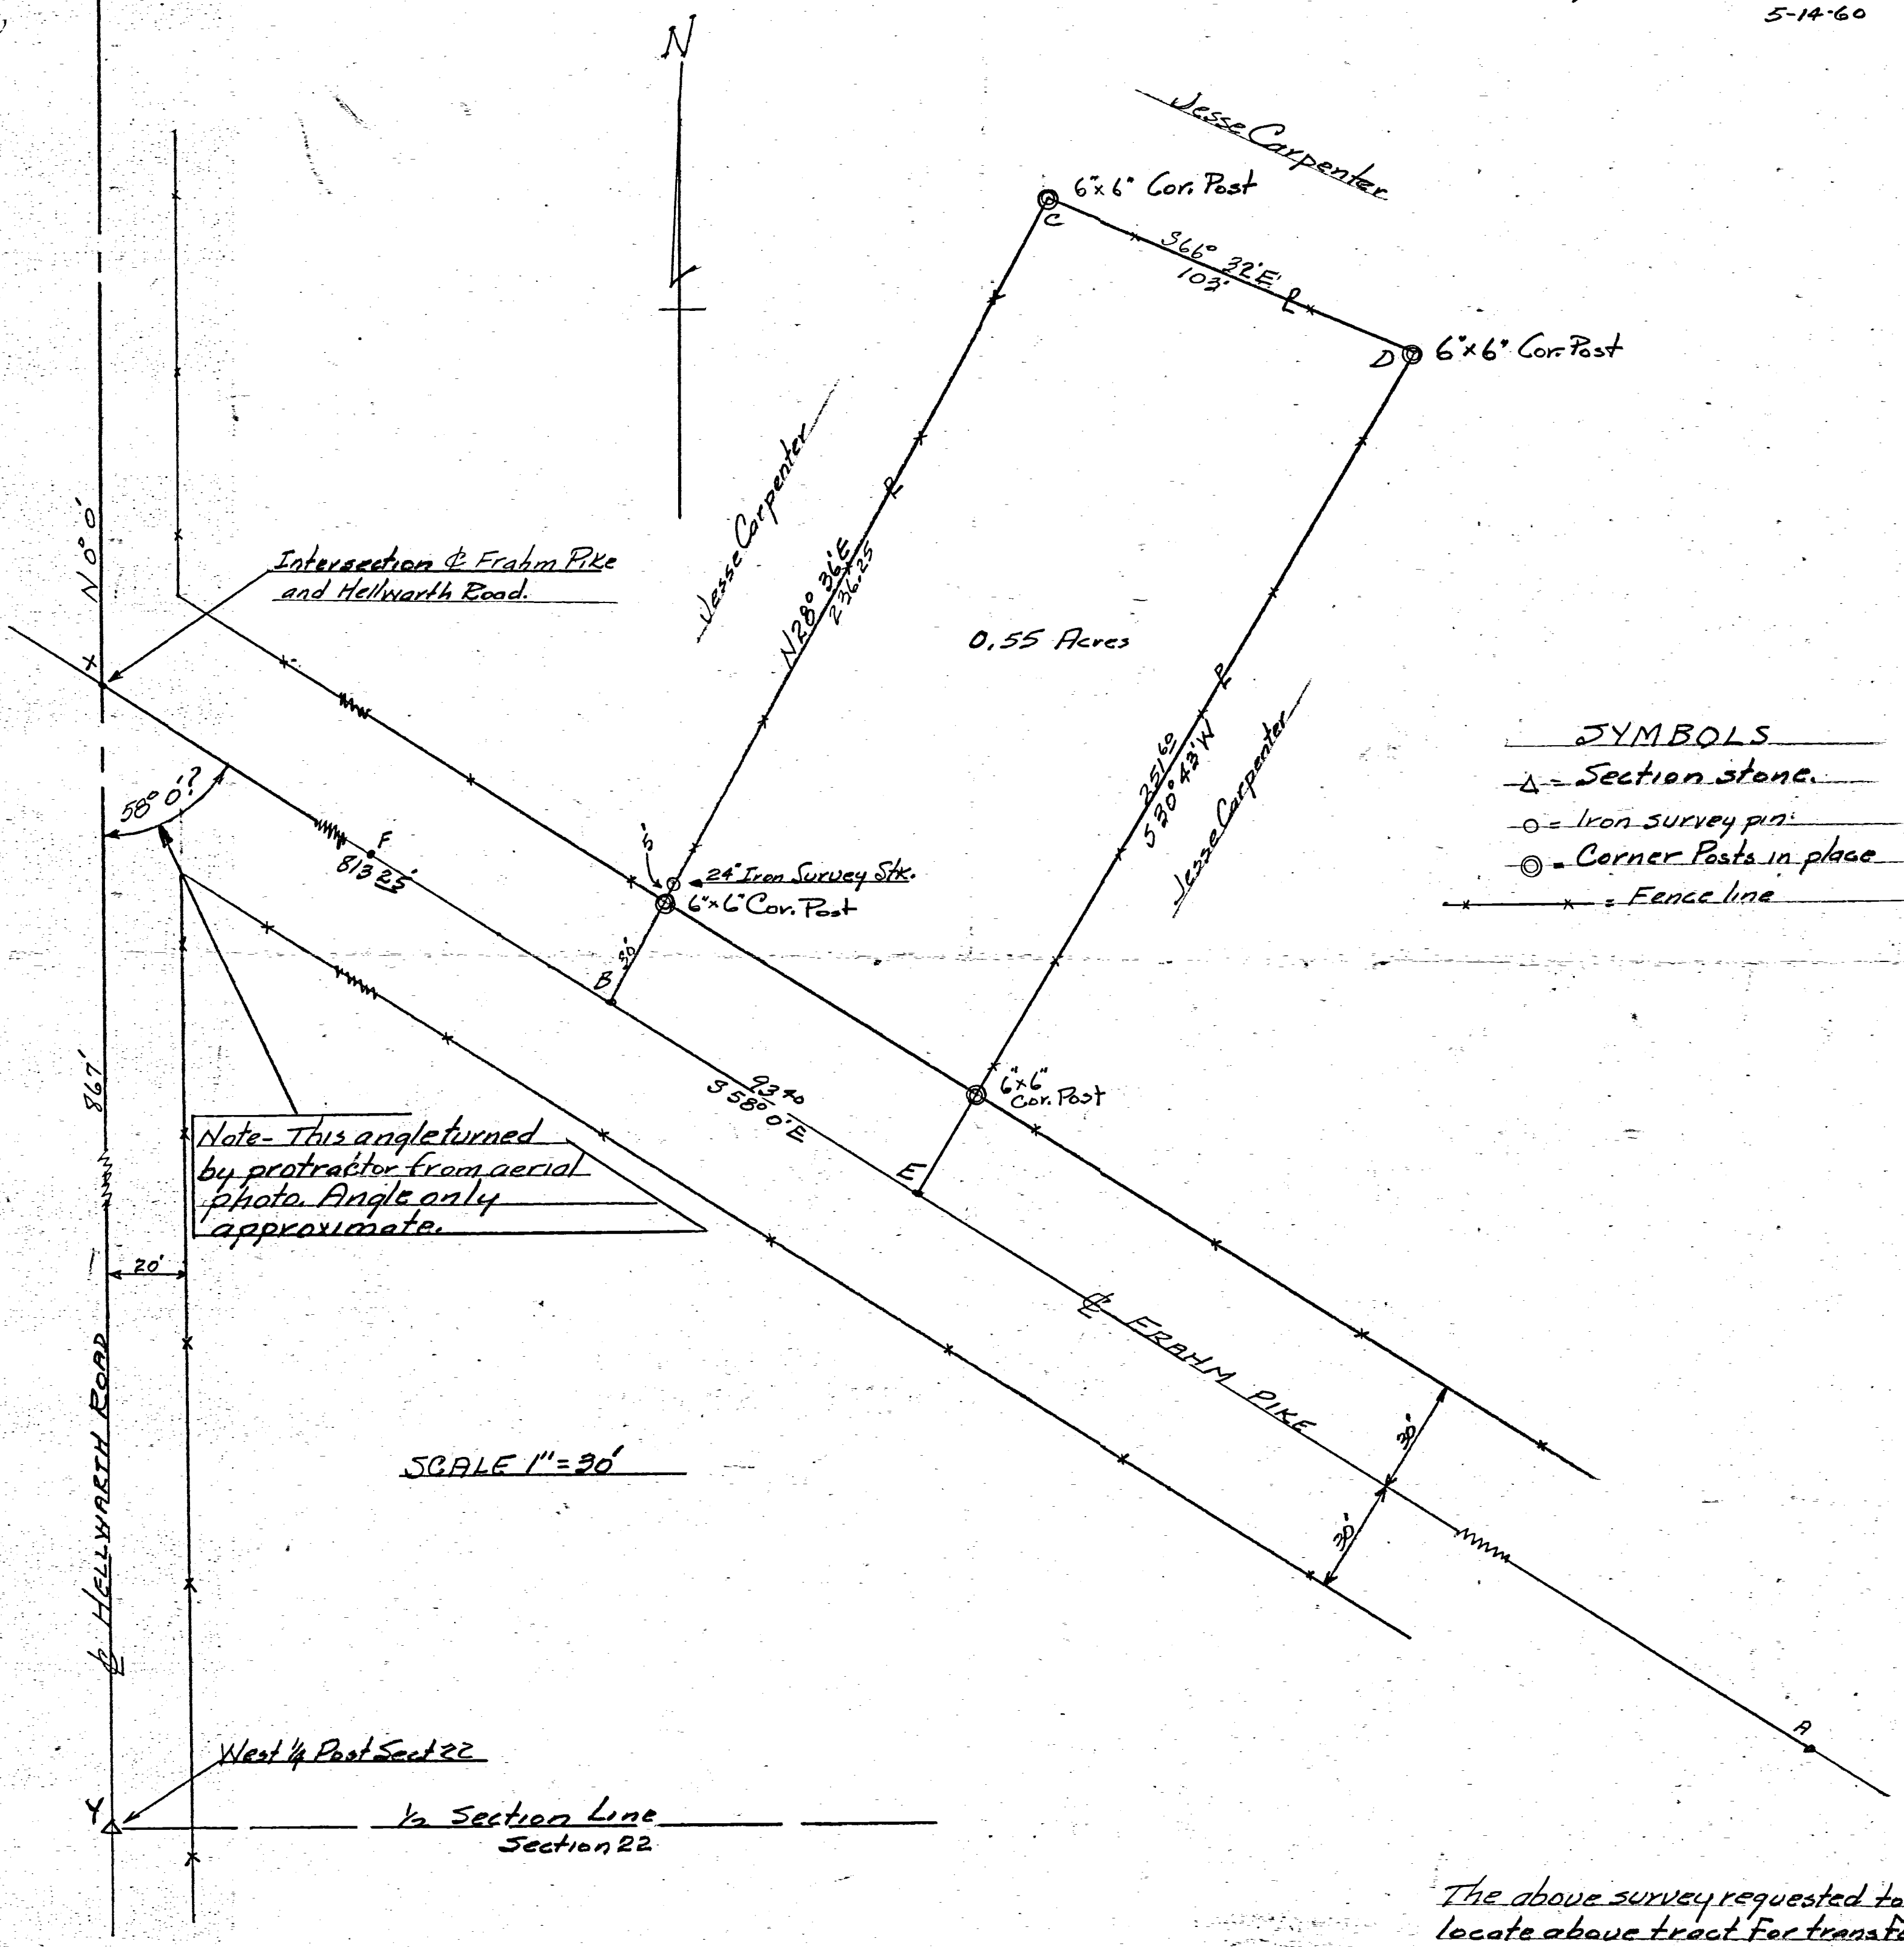 5-14-60
N
Jesse Carpenter
6"x6" Cor. Post
C
S66° 32'E
103'
D
6"x6" Cor. Post
Jesse Carpenter
N28° 36'E
236.25
N 0° 0'
Intersection ℄ Frahm Pike
and Hellwarth Road.
0.55 Acres
X
251.60
S30° 43'W
Jesse Carpenter
SYMBOLS
Δ = Section stone.
O = Iron survey pin.
◎ = Corner Posts in place
x———x = Fence line
58° 0'?
F
813.25'
5'
24" Iron Survey Stk.
6"x6" Cor. Post
30'
B
93.40
S 58° 0' E
6"x6"
Cor. Post
E
867'
Note- This angle turned
by protractor from aerial
photo. Angle only
approximate.
20'
℄ HELLWARTH ROAD
℄ FRAHM PIKE
30'
30'
SCALE 1"=30'
A
West ¼ Post Sect 22
Y
½ Section Line
Section 22
The above survey requested to
locate above tract For transf